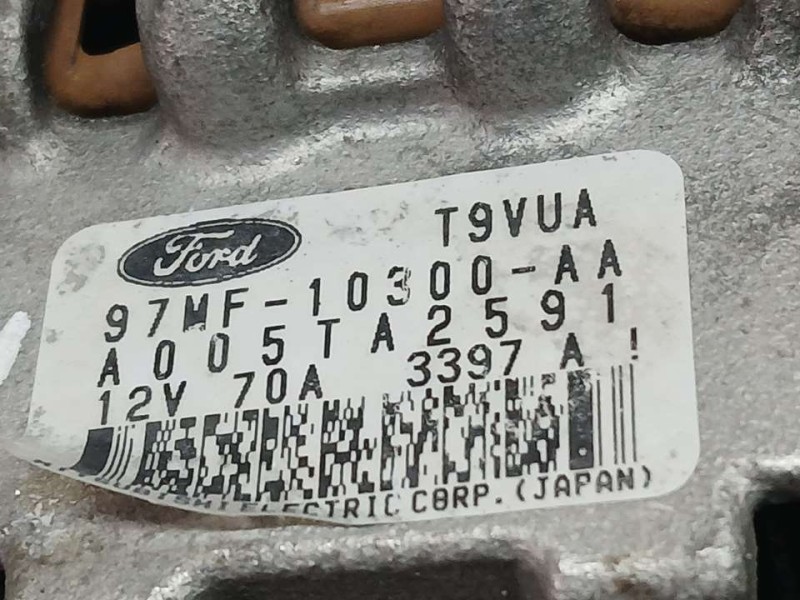 Ford T9VUA
97MF-10300-AA
A005TA2591
12V 70A 3397 A !
ELECTRIC CORP.(JAPAN)